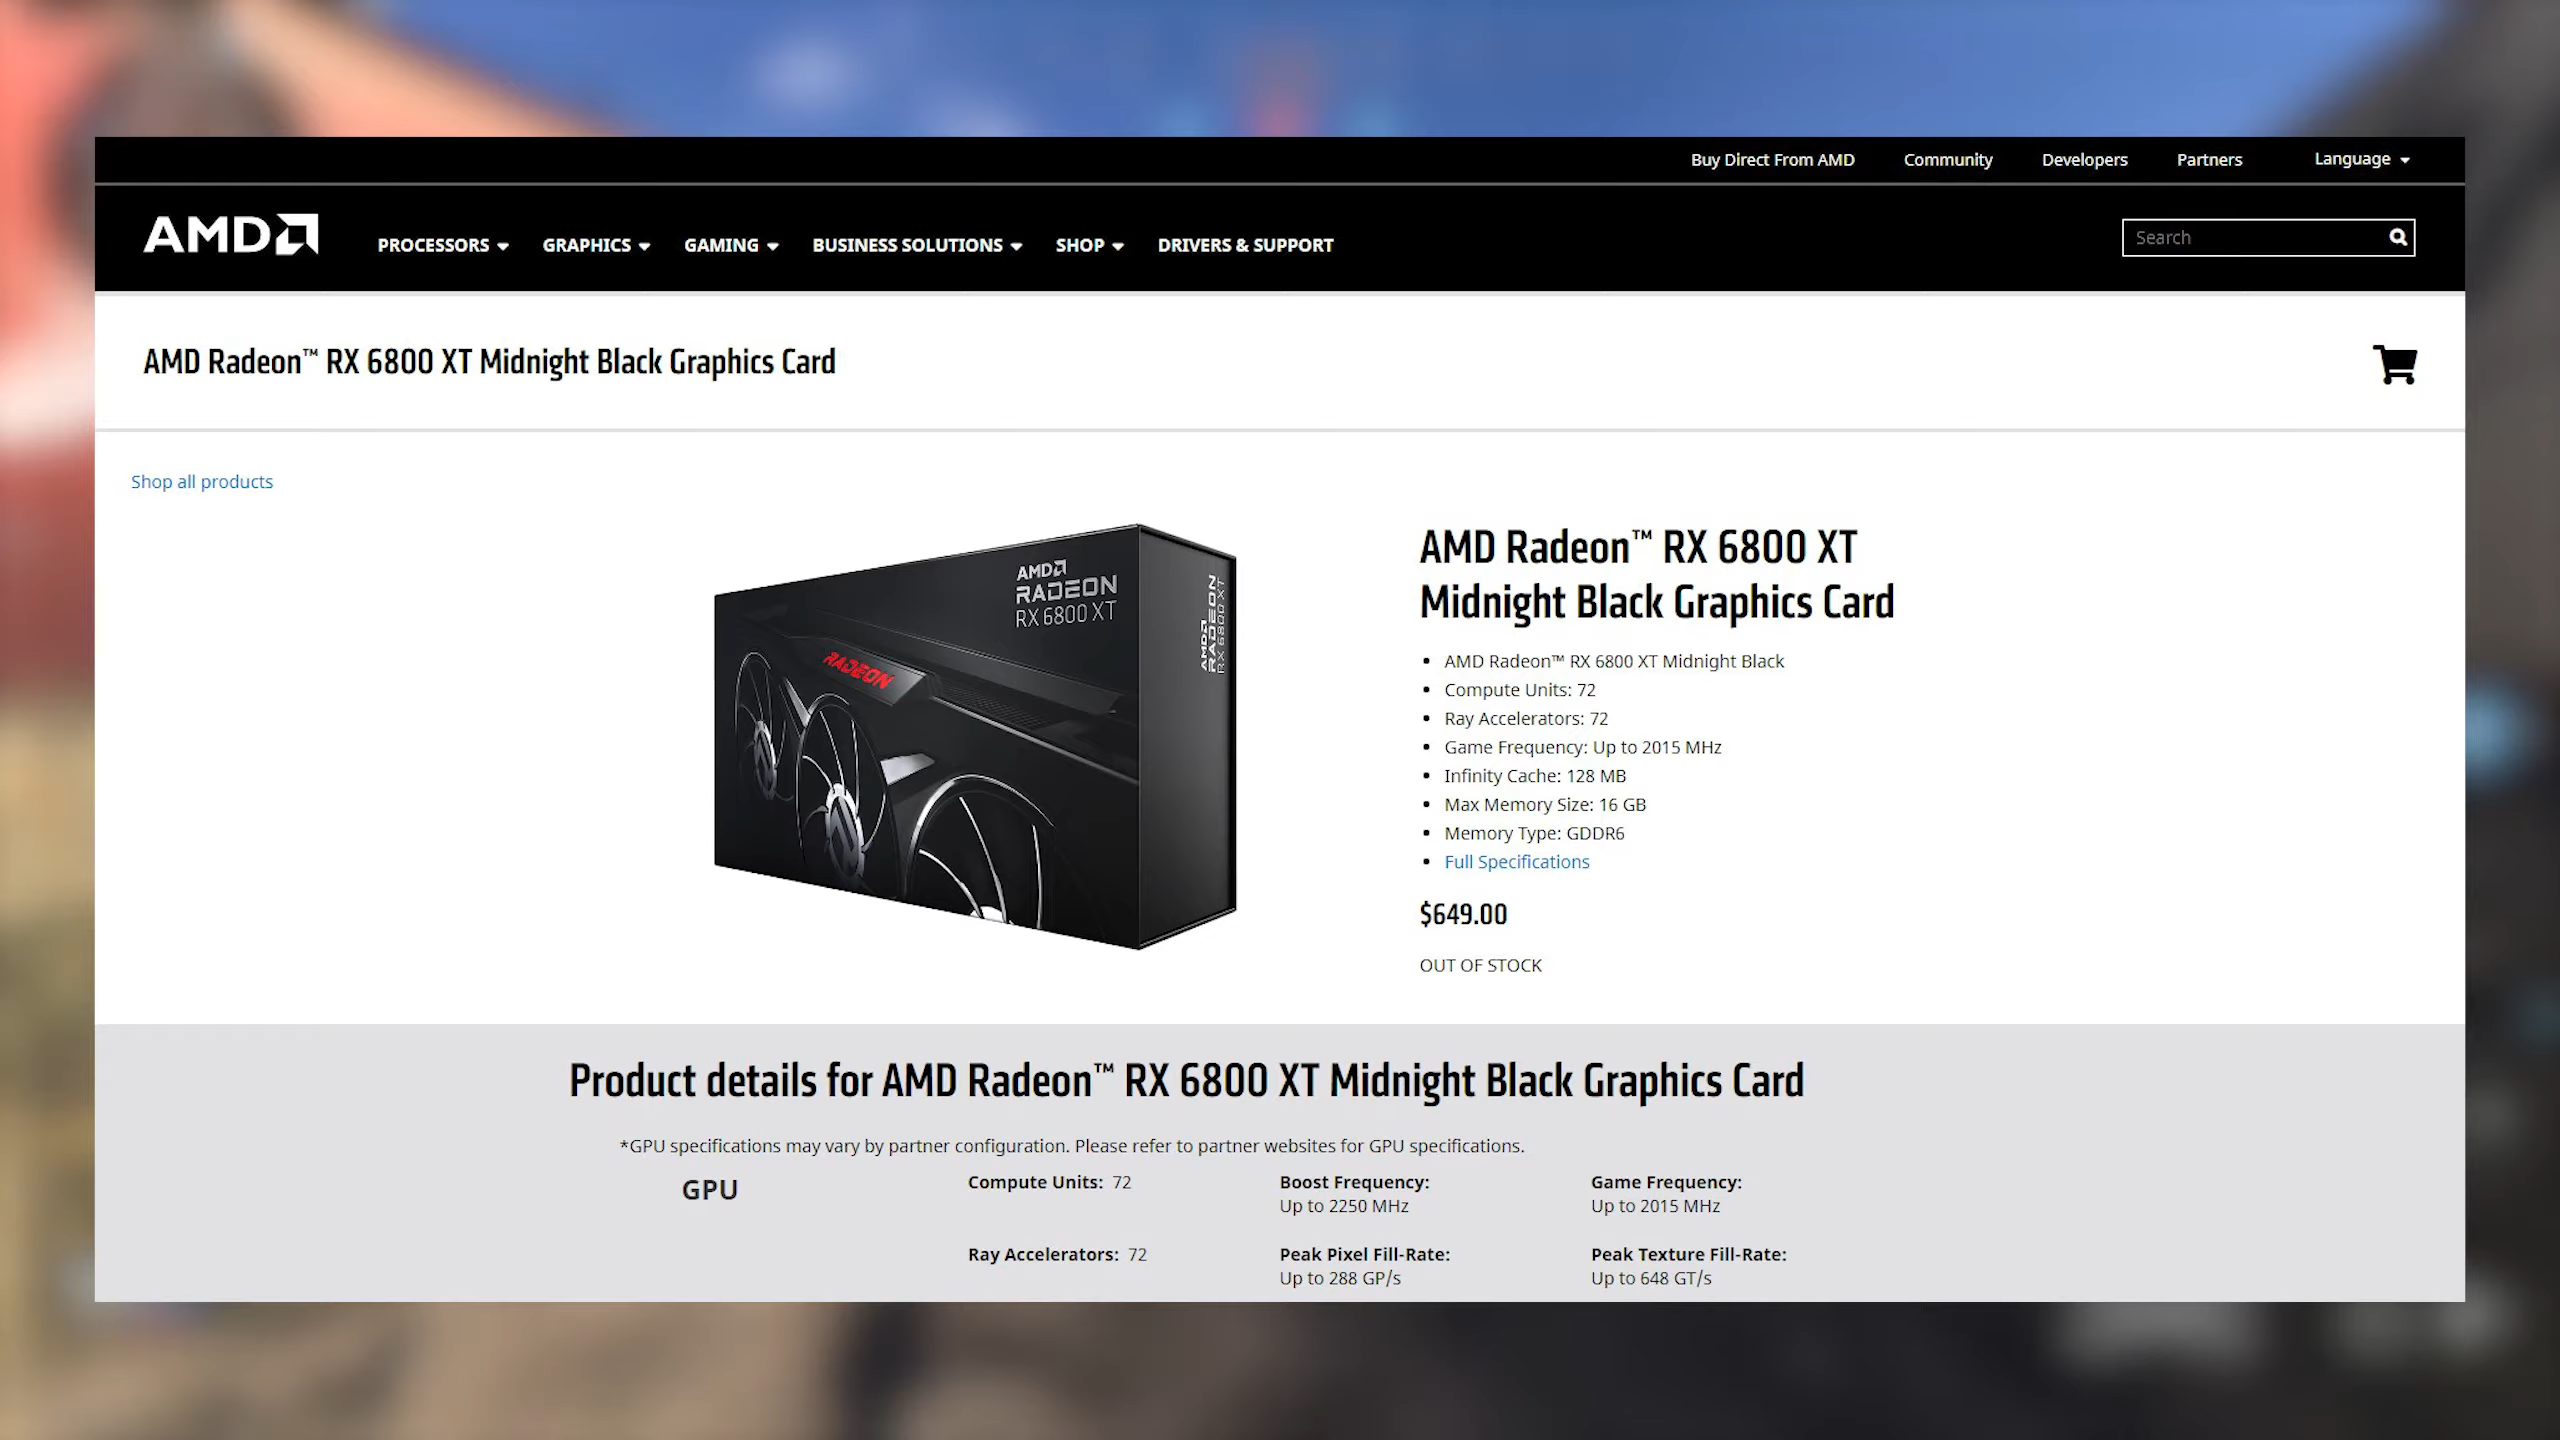 Buy Direct From AMD Community Developers Partners Language
AMD PROCESSORS GRAPHICS GAMING BUSINESS SOLUTIONS SHOP DRIVERS & SUPPORT Search
AMD Radeon™ RX 6800 XT Midnight Black Graphics Card
Shop all products
AMD
RADEON
RX 6800 XT
RADEON
AMD
RADEON
RX 6800 XT
AMD Radeon™ RX 6800 XT
Midnight Black Graphics Card
AMD Radeon™ RX 6800 XT Midnight Black
Compute Units: 72
Ray Accelerators: 72
Game Frequency: Up to 2015 MHz
Infinity Cache: 128 MB
Max Memory Size: 16 GB
Memory Type: GDDR6
Full Specifications
$649.00
OUT OF STOCK
Product details for AMD Radeon™ RX 6800 XT Midnight Black Graphics Card
*GPU specifications may vary by partner configuration. Please refer to partner websites for GPU specifications.
GPU
Compute Units: 72
Boost Frequency:
Up to 2250 MHz
Game Frequency:
Up to 2015 MHz
Ray Accelerators: 72
Peak Pixel Fill-Rate:
Up to 288 GP/s
Peak Texture Fill-Rate:
Up to 648 GT/s